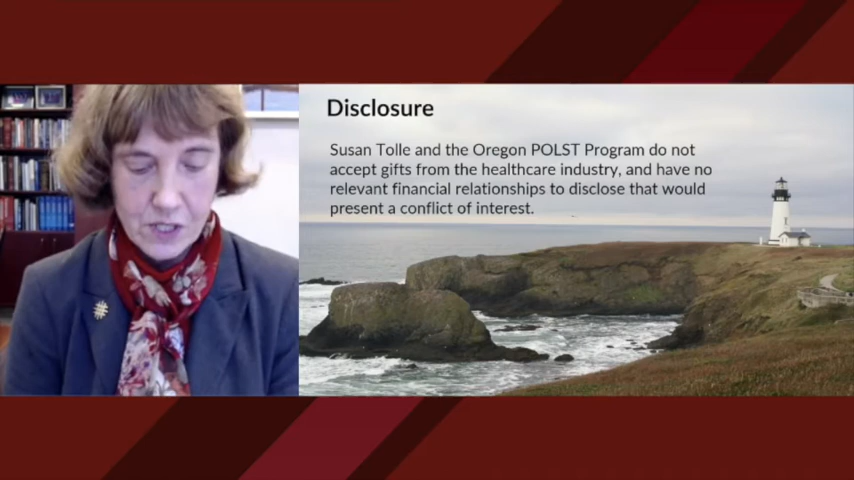 Disclosure
Susan Tolle and the Oregon POLST Program do not
accept gifts from the healthcare industry, and have no
relevant financial relationships to disclose that would
present a conflict of interest.